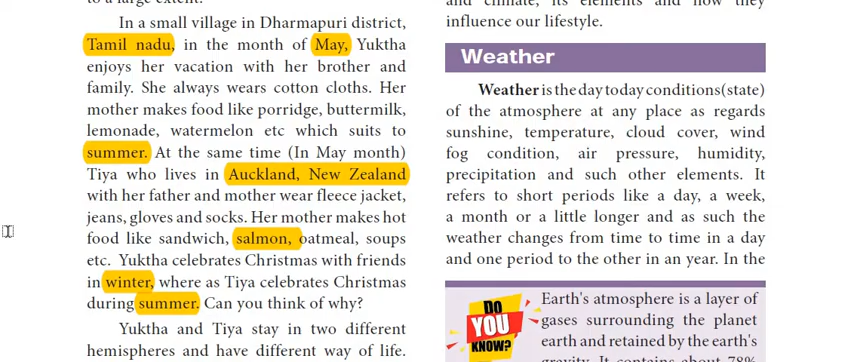 to a large extent.
In a small village in Dharmapuri district,
Tamil nadu, in the month of May, Yuktha
enjoys her vacation with her brother and
family. She always wears cotton cloths. Her
mother makes food like porridge, buttermilk,
lemonade, watermelon etc which suits to
summer. At the same time (In May month)
Tiya who lives in Auckland, New Zealand
with her father and mother wear fleece jacket,
jeans, gloves and socks. Her mother makes hot
food like sandwich, salmon, oatmeal, soups
etc. Yuktha celebrates Christmas with friends
in winter, where as Tiya celebrates Christmas
during summer. Can you think of why?
Yuktha and Tiya stay in two different
hemispheres and have different way of life.
and climate, its elements and how they
influence our lifestyle.
Weather
Weather is the day today conditions(state)
of the atmosphere at any place as regards
sunshine, temperature, cloud cover, wind
fog condition, air pressure, humidity,
precipitation and such other elements. It
refers to short periods like a day, a week,
a month or a little longer and as such the
weather changes from time to time in a day
and one period to the other in an year. In the
DO
YOU
KNOW?
Earth's atmosphere is a layer of
gases surrounding the planet
earth and retained by the earth's
gravity. It contains about 78%